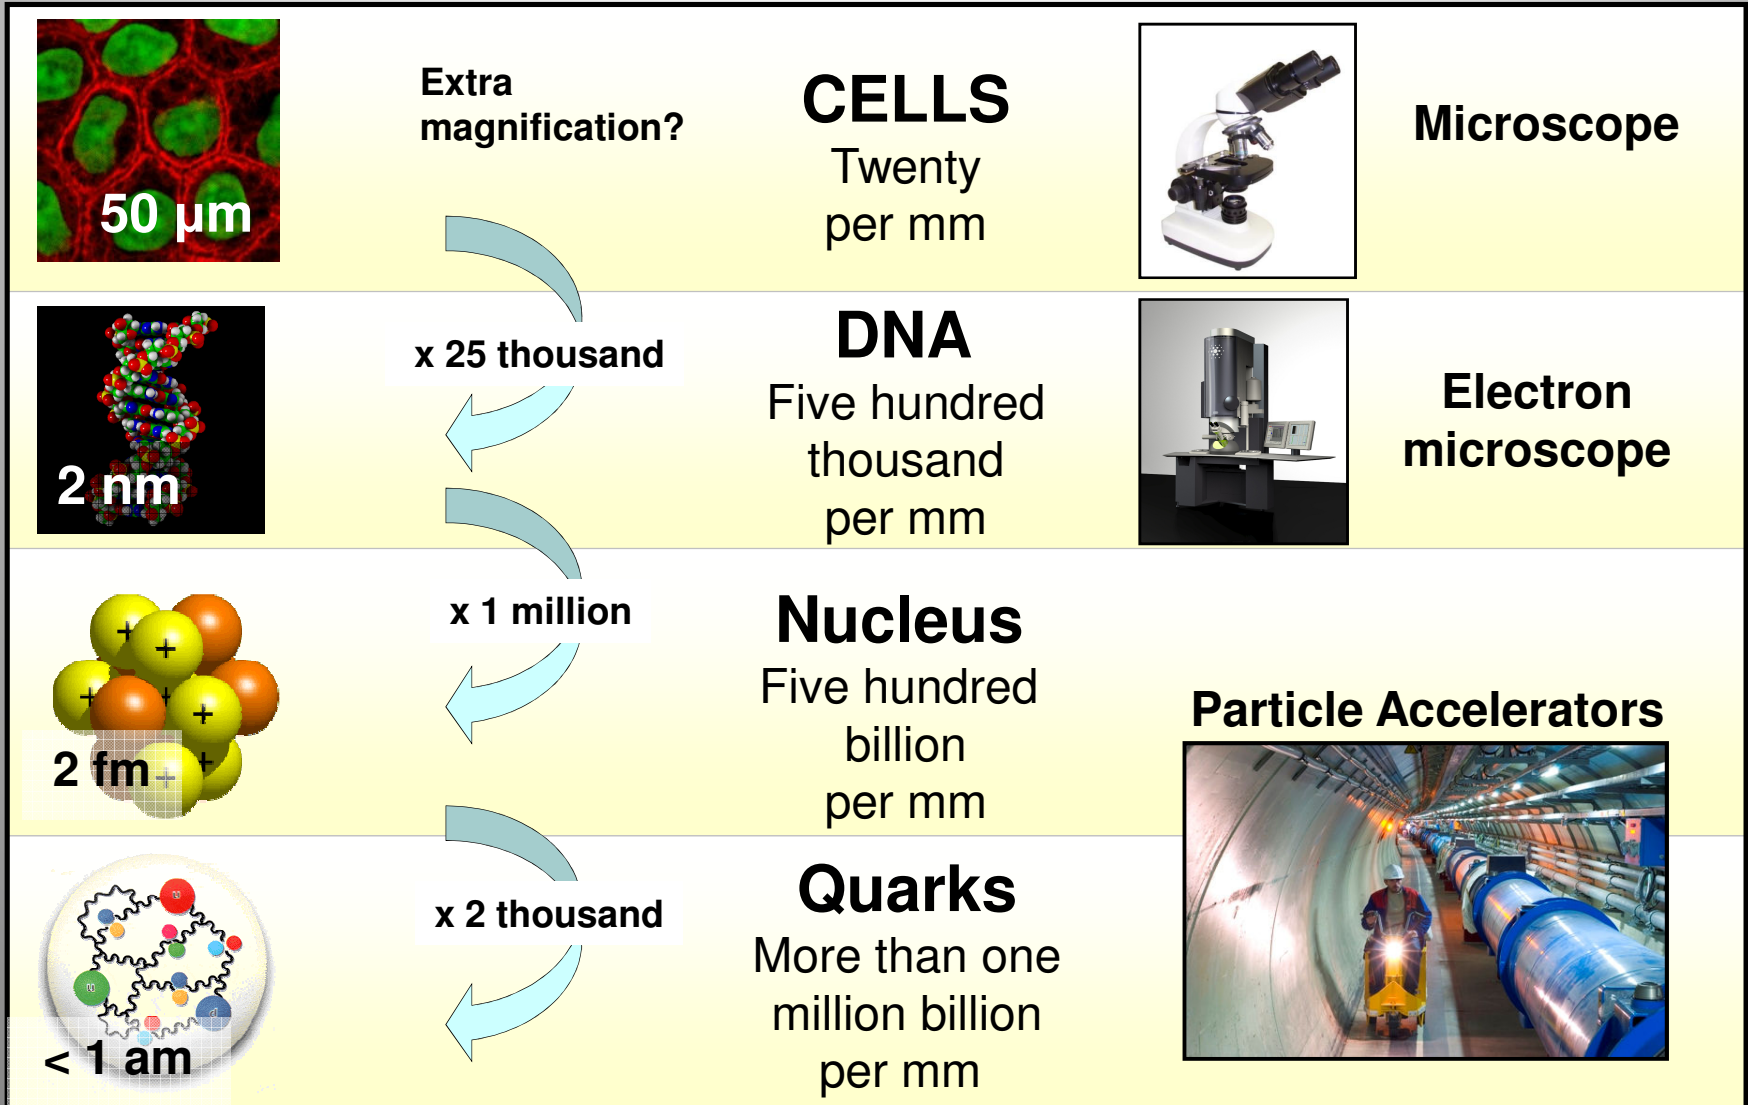 Extra
magnification?
CELLS
Twenty
per mm
Microscope
50 µm
x 25 thousand
DNA
Five hundred
thousand
per mm
Electron
microscope
2 nm
x 1 million
Nucleus
Five hundred
billion
per mm
Particle Accelerators
2 fm
+
+
+
+
+
+
x 2 thousand
Quarks
More than one
million billion
per mm
u
u
d
< 1 am